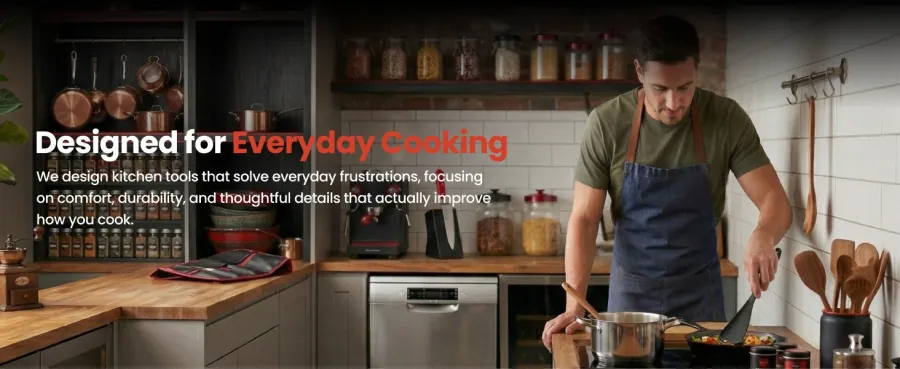 Designed for Everyday Cooking
We design kitchen tools that solve everyday frustrations, focusing
on comfort, durability, and thoughtful details that actually improve
how you cook.